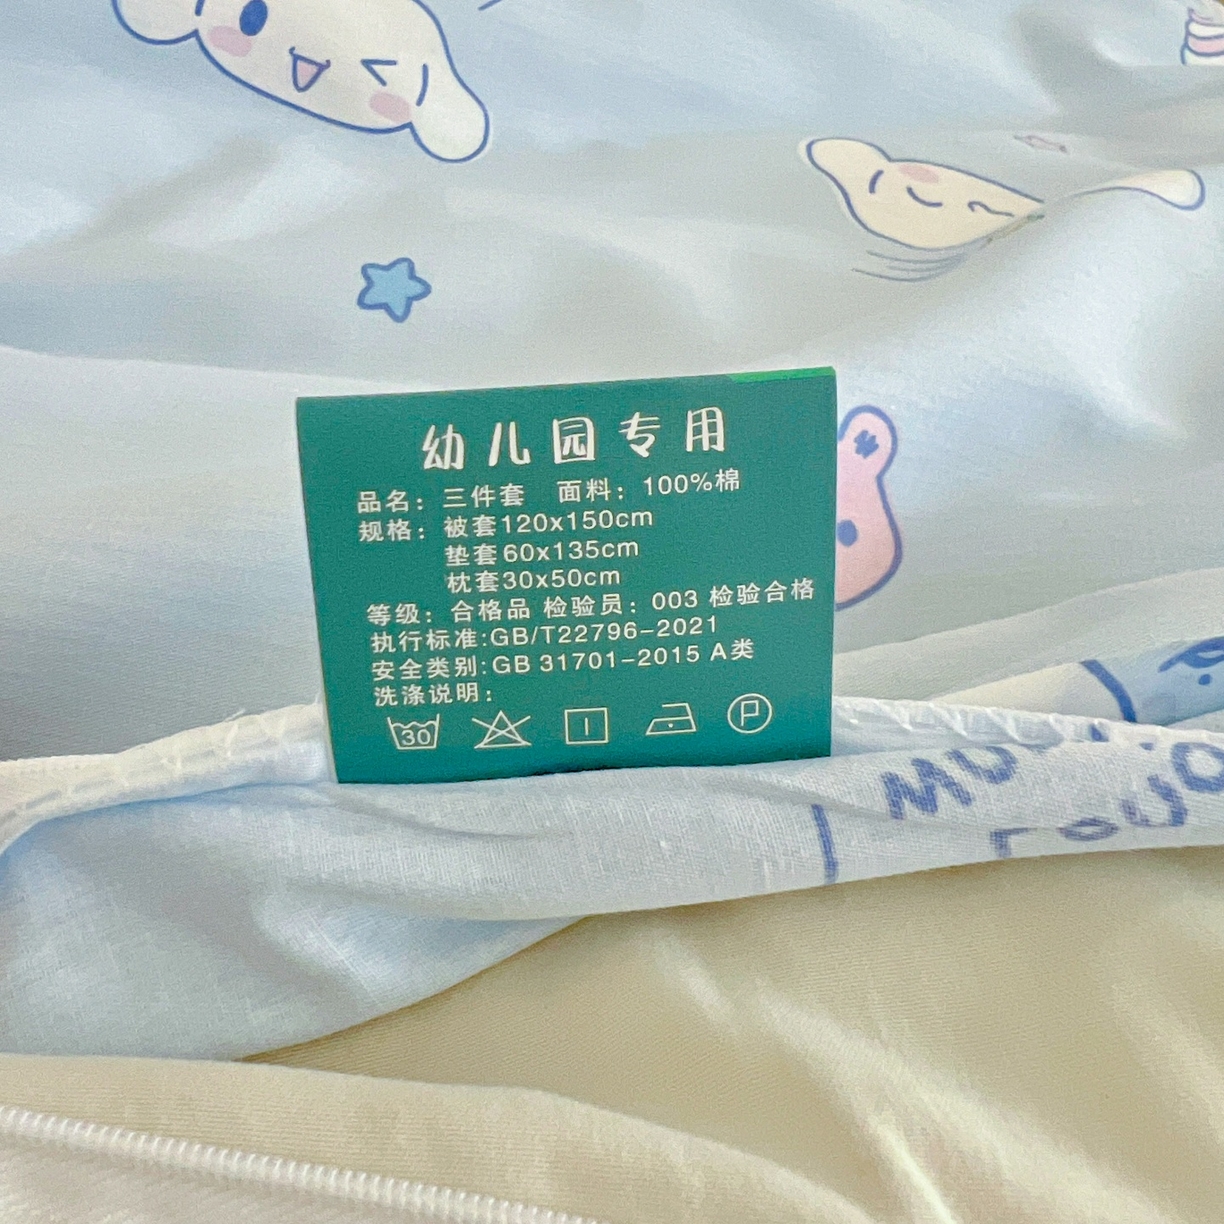 幼儿园专用
品名：三件套 面料：100%棉
规格：被套120x150cm
垫套60x135cm
枕套30x50cm
等级：合格品 检验员：003 检验合格
执行标准:GB/T22796-2021
安全类别:GB 31701-2015 A类
洗涤说明：
30
P